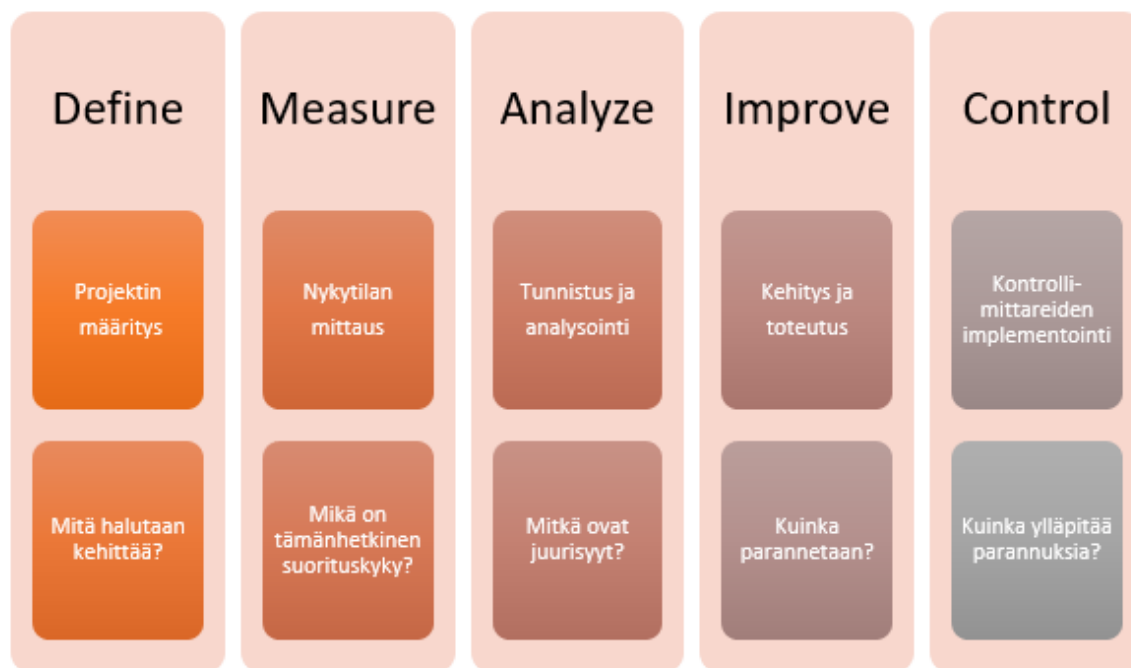 Define
Projektin
määritys
Mitä halutaan
kehittää?
Measure
Nykytilan
mittaus
Mikä on
tämänhetkinen
suorituskyky?
Analyze
Tunnistus ja
analysointi
Mitkä ovat
juurisyyt?
Improve
Kehitys ja
toteutus
Kuinka
parannetaan?
Control
Kontrolli-
mittareiden
implementointi
Kuinka ylläpitää
parannuksia?